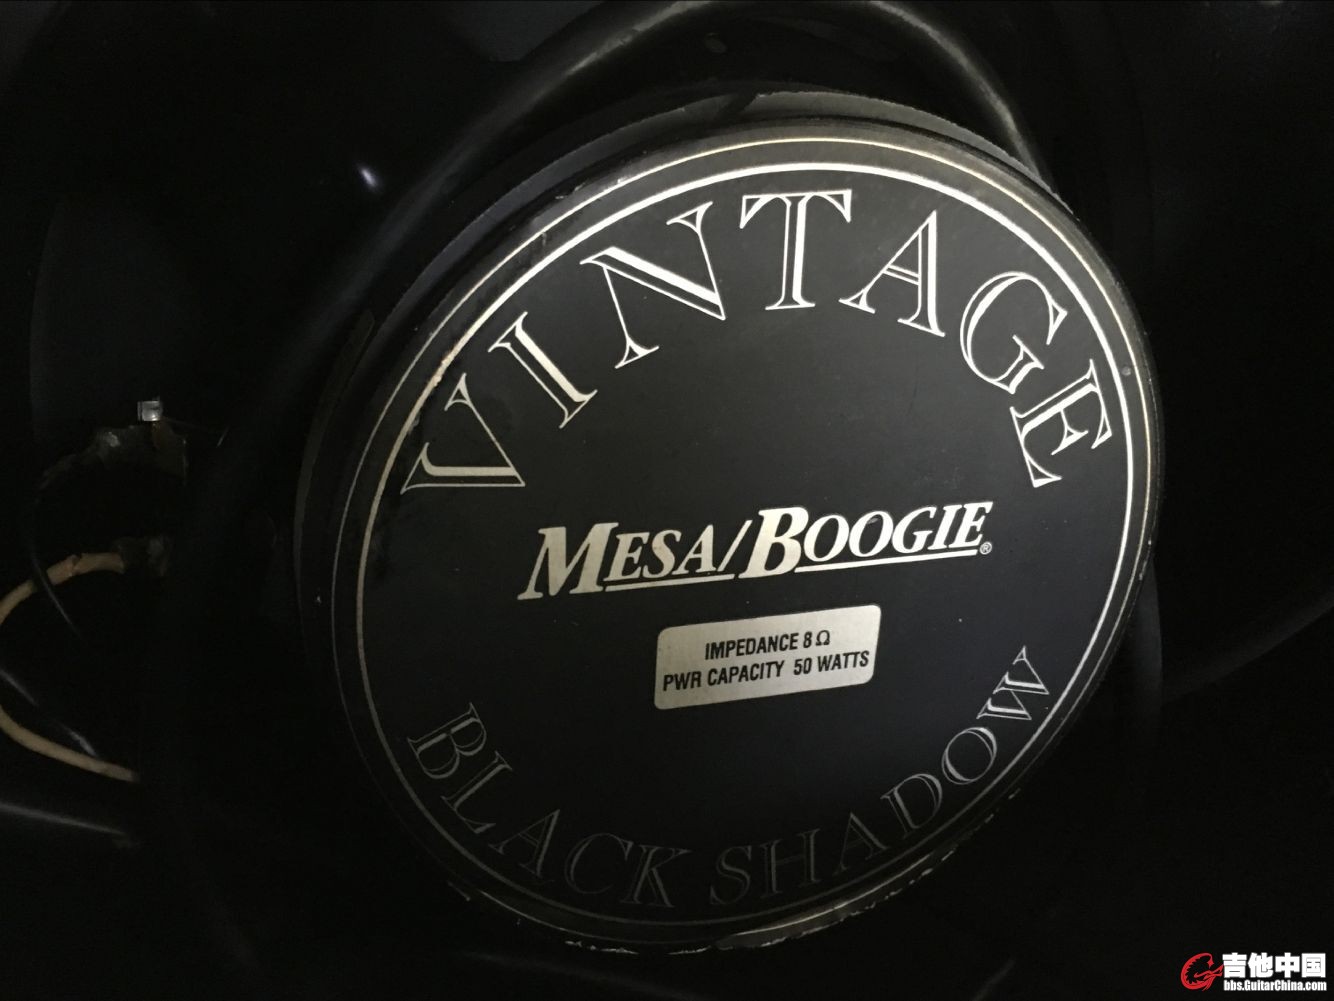 VINTAGE
MESA/BOOGIE®
IMPEDANCE 8 Ω
PWR CAPACITY 50 WATTS
BLACK SHADOW
吉他中国
bbs.GuitarChina.com